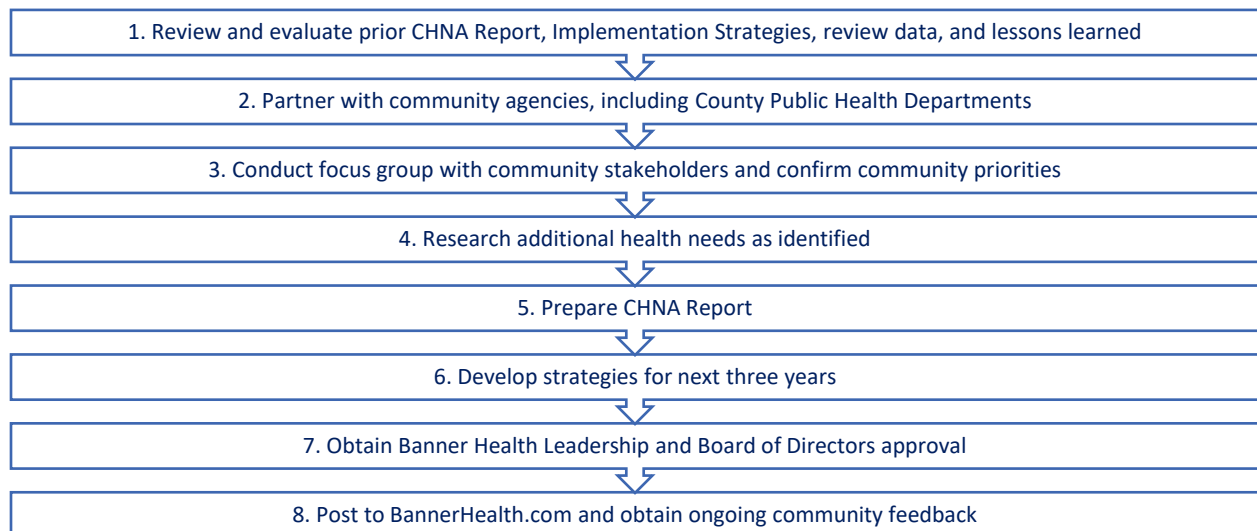 1. Review and evaluate prior CHNA Report, Implementation Strategies, review data, and lessons learned
2. Partner with community agencies, including County Public Health Departments
3. Conduct focus group with community stakeholders and confirm community priorities
4. Research additional health needs as identified
5. Prepare CHNA Report
6. Develop strategies for next three years
7. Obtain Banner Health Leadership and Board of Directors approval
8. Post to BannerHealth.com and obtain ongoing community feedback